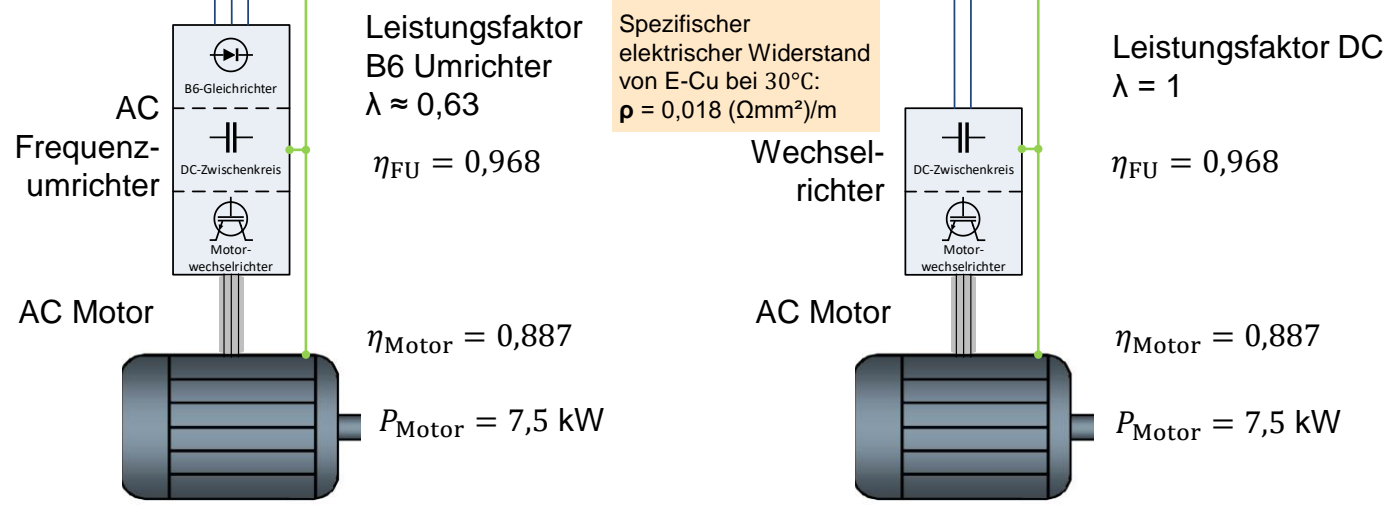 Leistungsfaktor
B6 Umrichter
λ ≈ 0,63
Spezifischer
elektrischer Widerstand
von E-Cu bei 30°C:
ρ = 0,018 (Ωmm²)/m
Leistungsfaktor DC
λ = 1
B6-Gleichrichter
AC
Frequenz-
umrichter
DC-Zwischenkreis
η_FU = 0,968
Wechsel-
richter
DC-Zwischenkreis
η_FU = 0,968
Motor-
wechselrichter
Motor-
wechselrichter
AC Motor
η_Motor = 0,887
AC Motor
η_Motor = 0,887
P_Motor = 7,5 kW
P_Motor = 7,5 kW